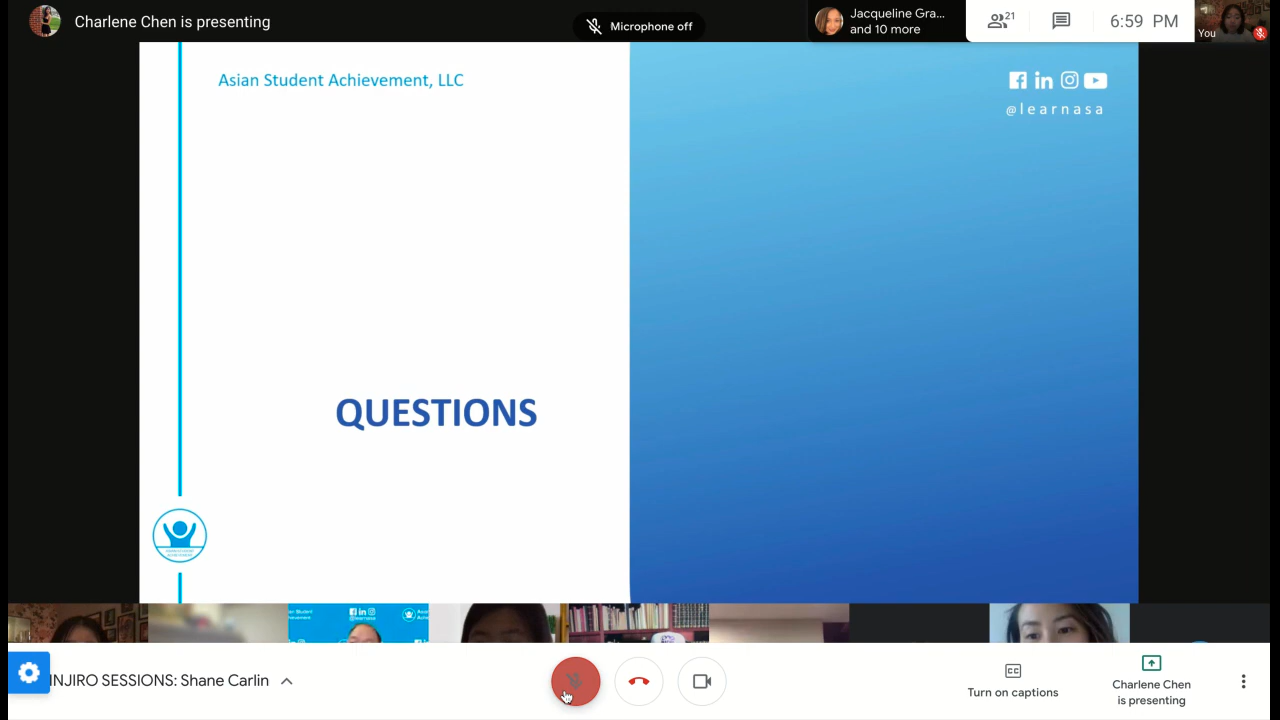 Charlene Chen is presenting
Microphone off
Jacqueline Gra...
and 10 more
21
6:59 PM
You
Asian Student Achievement, LLC
@learnasa
QUESTIONS
INJIRO SESSIONS: Shane Carlin
Turn on captions
Charlene Chen
is presenting